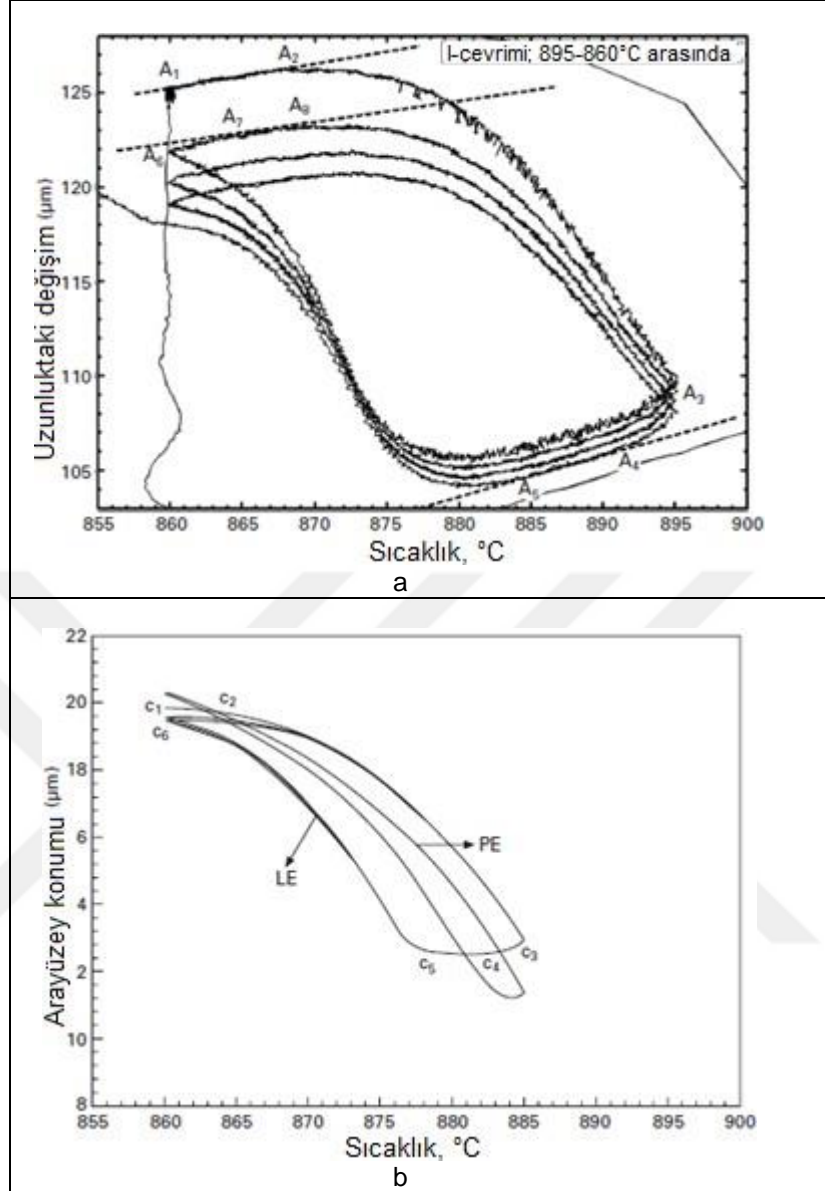 I-çevrimi; 895-860°C arasında
A₁
A₂
A₇
A₈
A₆
A₃
A₄
A₅
125
120
115
110
105
Uzunluktaki değişim (µm)
855 860 865 870 875 880 885 890 895 900
Sıcaklık, °C
a
22
20
18
6
4
2
10
8
Arayüzey konumu (µm)
c₁
c₂
c₆
PE
LE
c₅
c₄
c₃
855 860 865 870 875 880 885 890 895 900
Sıcaklık, °C
b